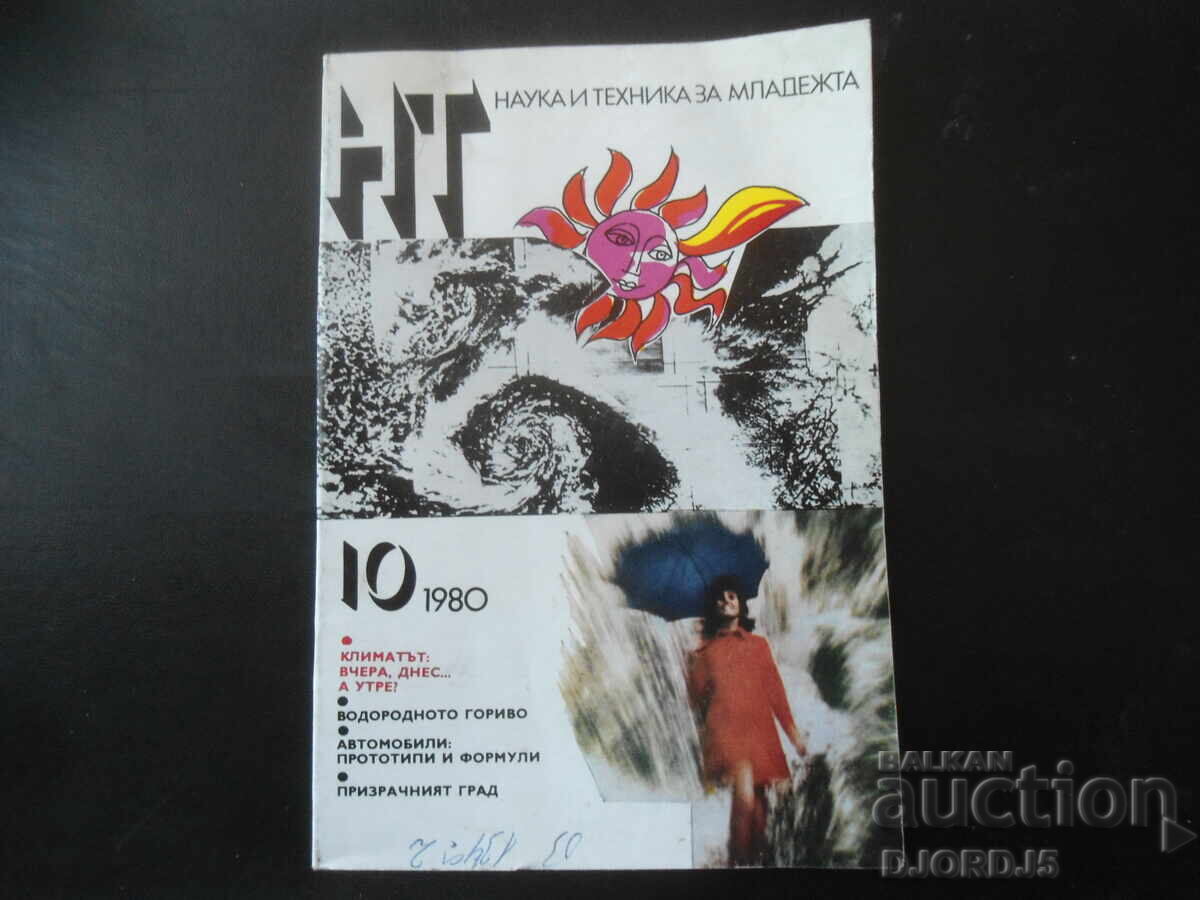 НТ
НАУКА И ТЕХНИКА ЗА МЛАДЕЖТА
10 1980
• КЛИМАТЪТ:
ВЧЕРА, ДНЕС...
А УТРЕ?
• ВОДОРОДНОТО ГОРИВО
• АВТОМОБИЛИ:
ПРОТОТИПИ И ФОРМУЛИ
• ПРИЗРАЧНИЯТ ГРАД
BALKAN
auction
DJORDJ5